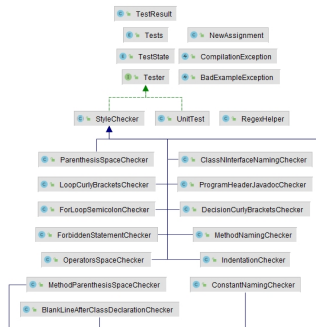 TestResult
Tests NewAssignment
TestState CompilationException
Tester BadExampleException
StyleChecker UnitTest RegexHelper
ParenthesisSpaceChecker ClassNInterfaceNamingChecker
LoopCurlyBracketsChecker ProgramHeaderJavadocChecker
ForLoopSemicolonChecker DecisionCurlyBracketsChecker
ForbiddenStatementChecker MethodNamingChecker
OperatorsSpaceChecker IndentationChecker
MethodParenthesisSpaceChecker ConstantNamingChecker
BlankLineAfterClassDeclarationChecker